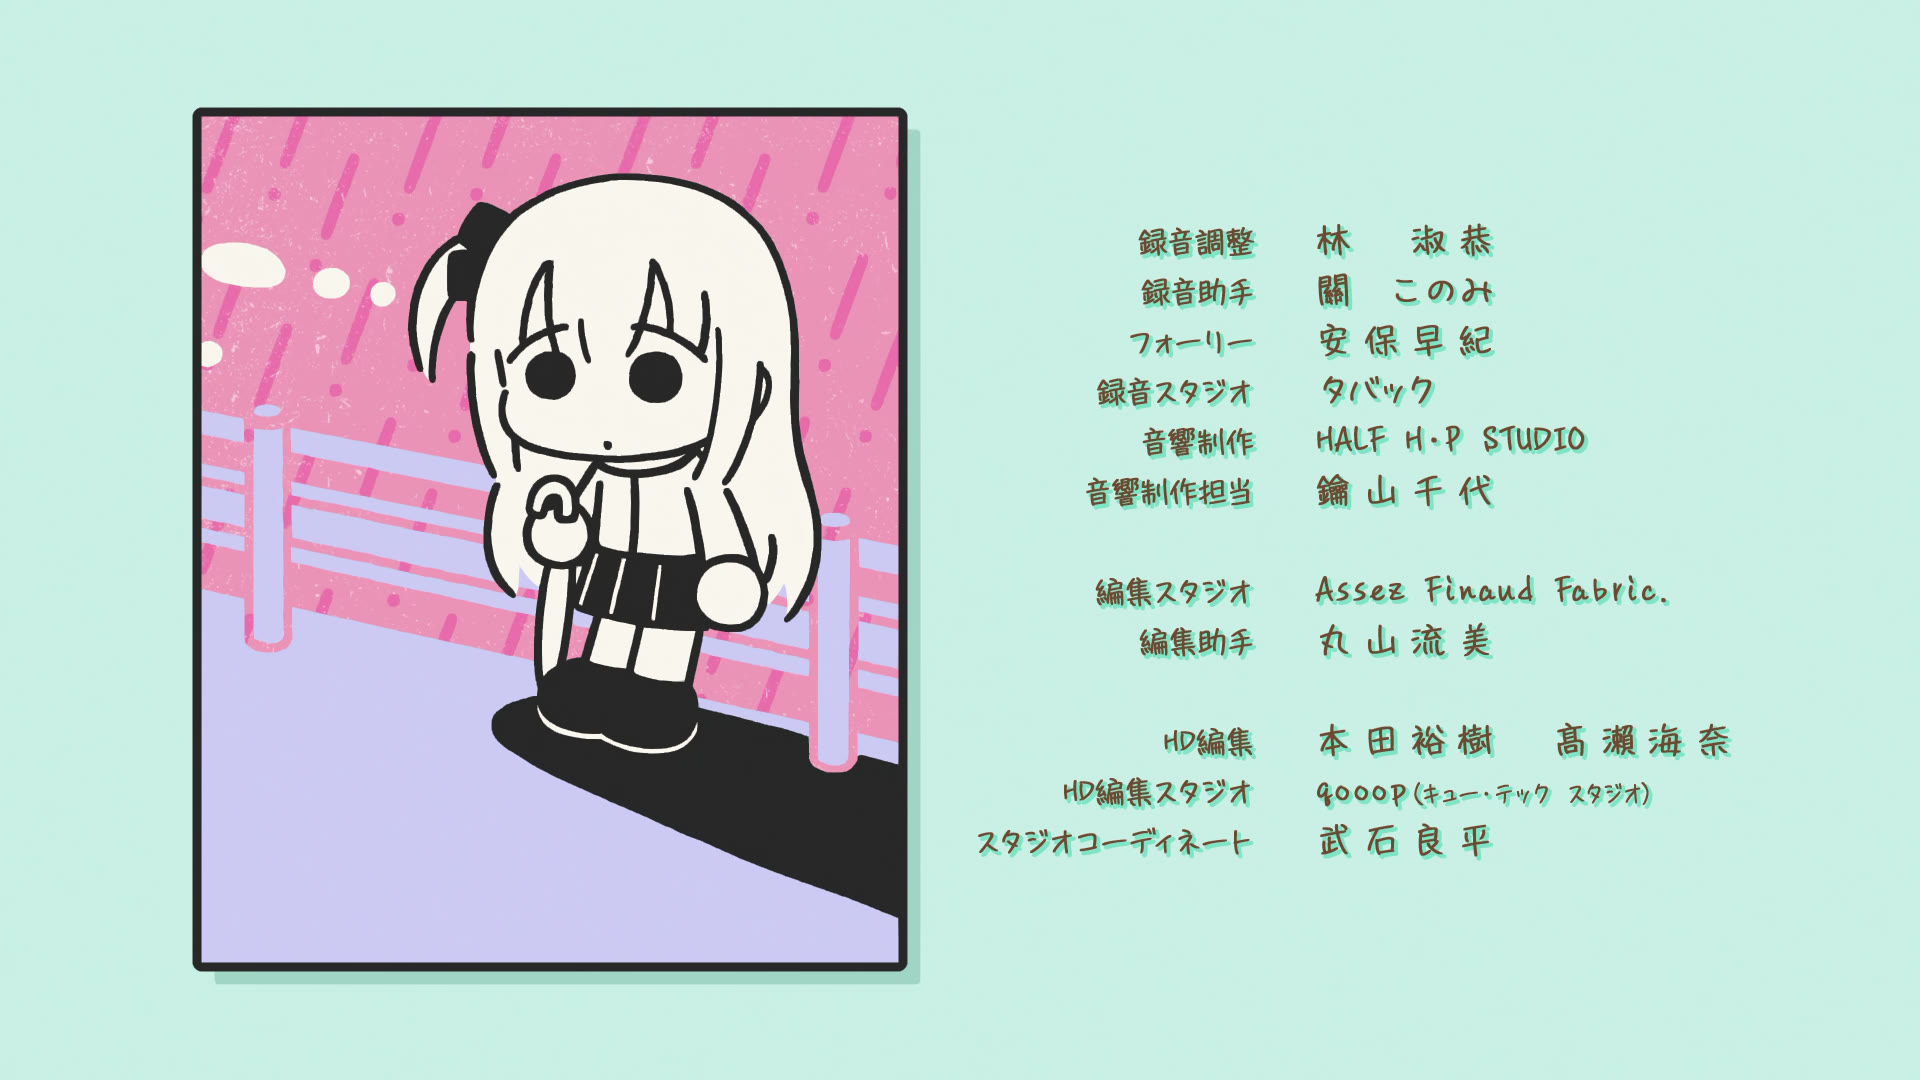 録音調整 林 淑恭
録音助手 關 このみ
フォーリー 安保早紀
録音スタジオ タバック
音響制作 HALF H・P STUDIO
音響制作担当 鑰山千代
編集スタジオ Assez Finaud Fabric.
編集助手 丸山流美
HD編集 本田裕樹 髙瀨海奈
HD編集スタジオ qooop(キュー・テック スタジオ)
スタジオコーディネート 武石良平